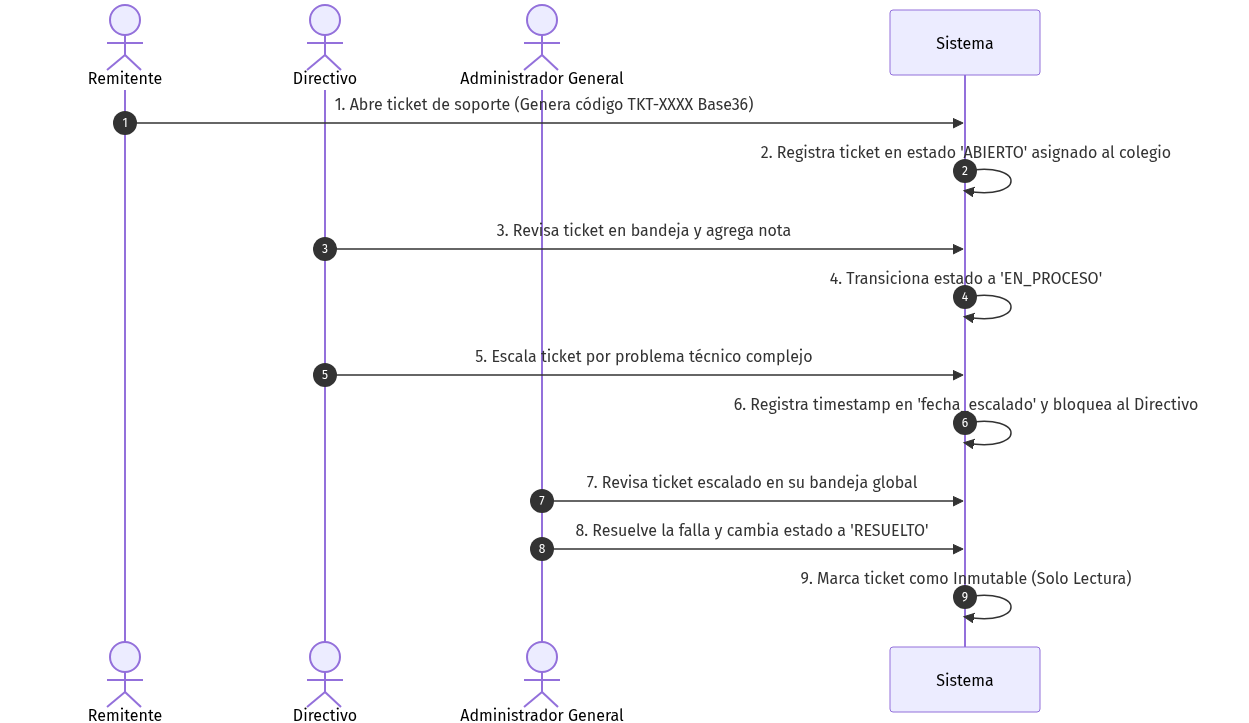 Remitente
Directivo
Administrador General
Sistema
1. Abre ticket de soporte (Genera código TKT-XXXX Base36)
1
2. Registra ticket en estado 'ABIERTO' asignado al colegio
2
3. Revisa ticket en bandeja y agrega nota
3
4. Transiciona estado a 'EN_PROCESO'
4
5. Escala ticket por problema técnico complejo
5
6. Registra timestamp en 'fecha_escalado' y bloquea al Directivo
6
7. Revisa ticket escalado en su bandeja global
7
8. Resuelve la falla y cambia estado a 'RESUELTO'
8
9. Marca ticket como Inmutable (Solo Lectura)
9
Remitente
Directivo
Administrador General
Sistema